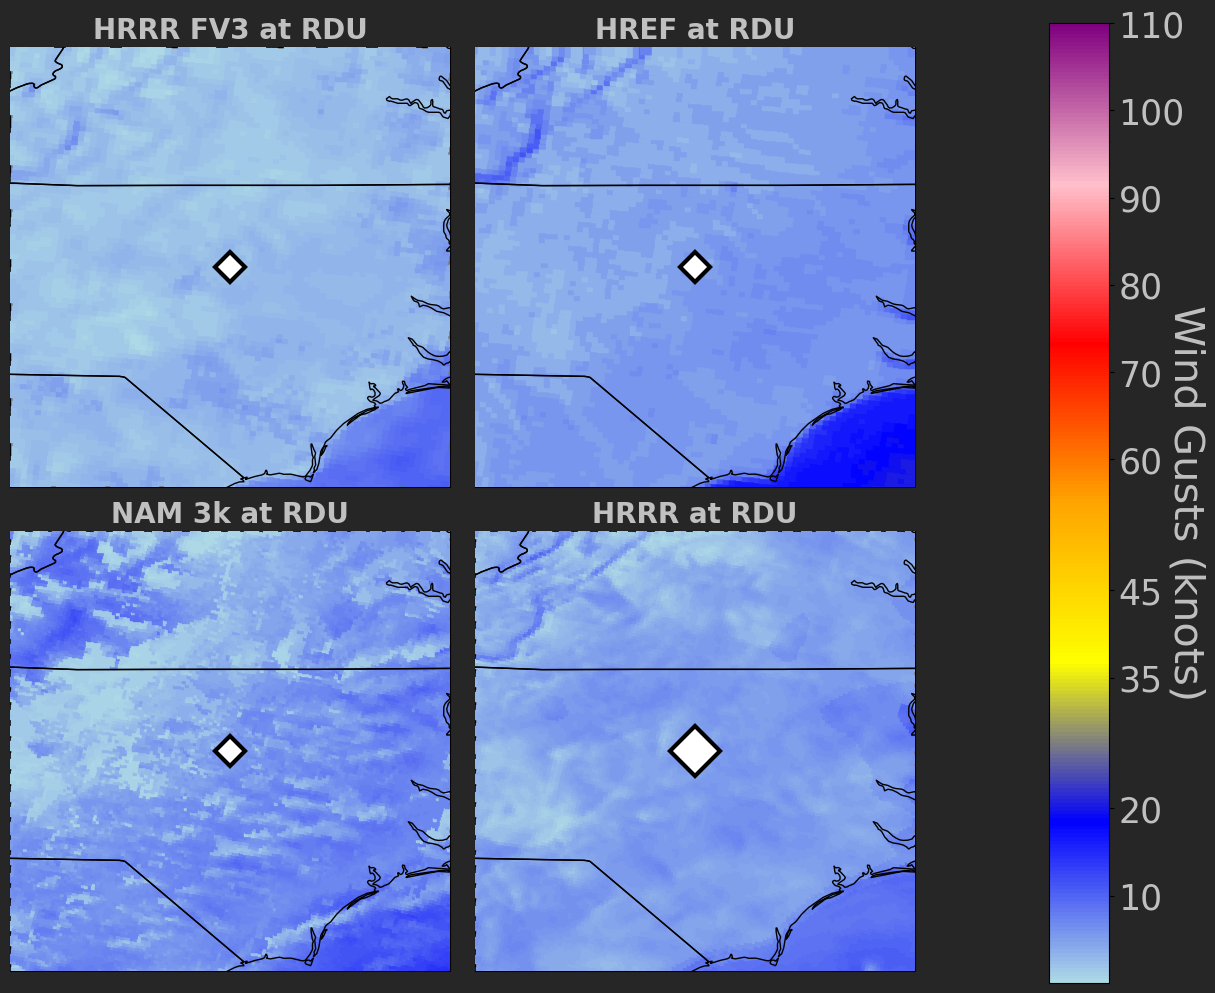 HRRR FV3 at RDU
HREF at RDU
NAM 3k at RDU
HRRR at RDU
110
100
90
80
70
60
45
35
20
10
Wind Gusts (knots)